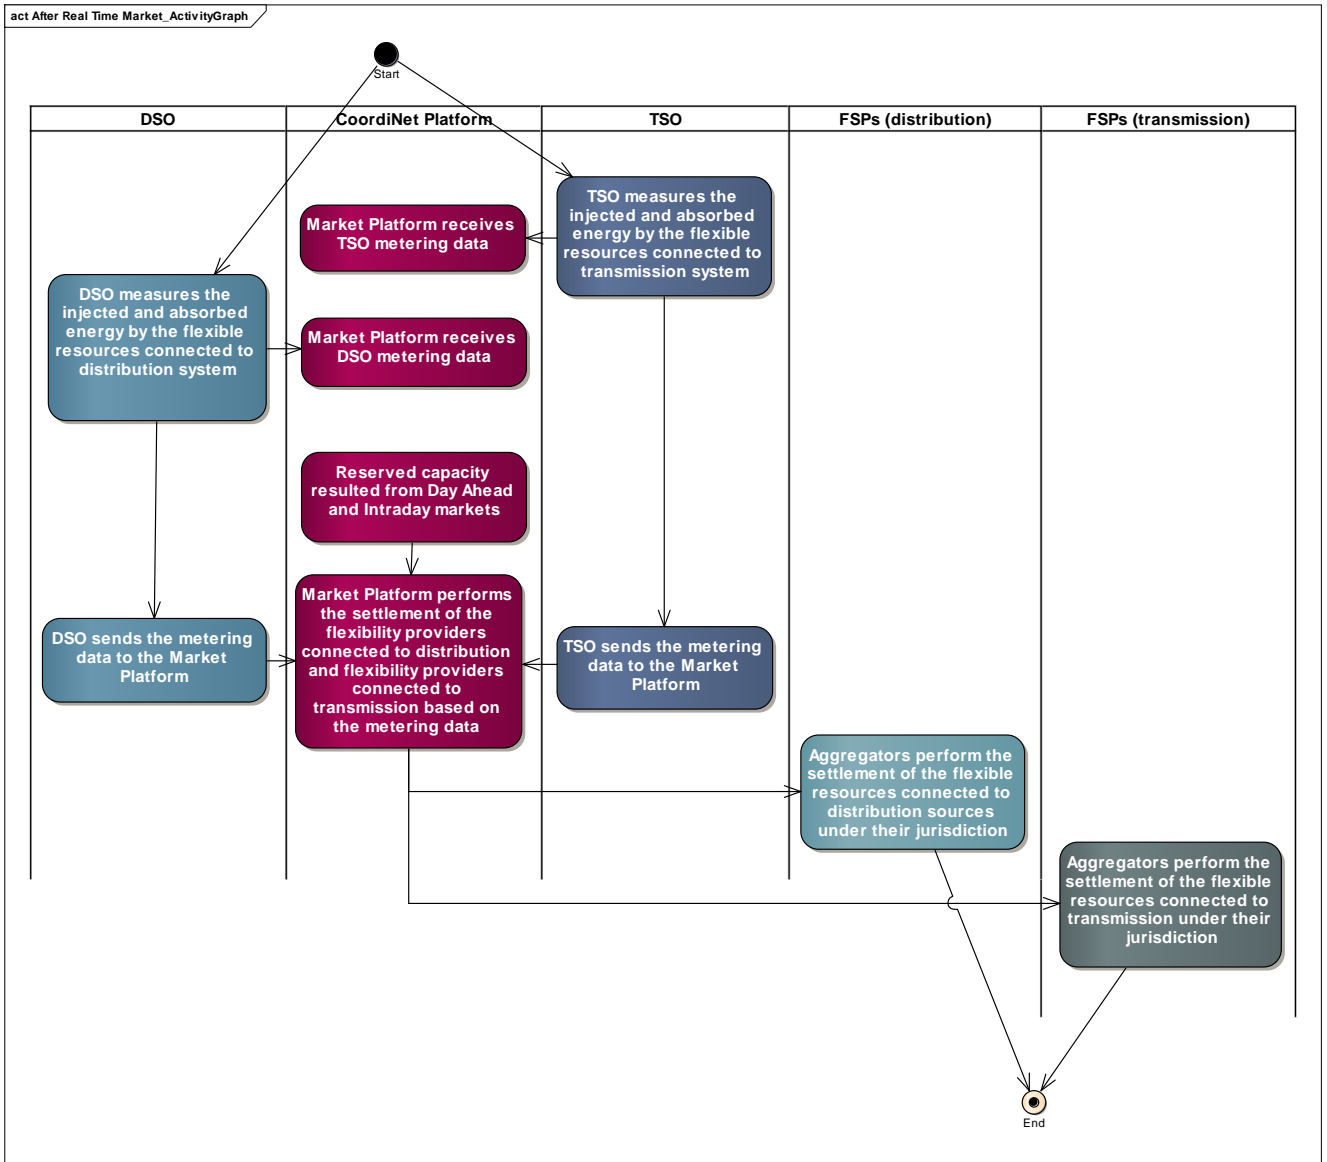 act After Real Time Market_ActivityGraph
Start
DSO
CoordiNet Platform
TSO
FSPs (distribution)
FSPs (transmission)
TSO measures the
injected and absorbed
energy by the flexible
resources connected to
transmission system
Market Platform receives
TSO metering data
DSO measures the
injected and absorbed
energy by the flexible
resources connected to
distribution system
Market Platform receives
DSO metering data
Reserved capacity
resulted from Day Ahead
and Intraday markets
Market Platform performs
the settlement of the
flexibility providers
connected to distribution
and flexibility providers
connected to
transmission based on
the metering data
DSO sends the metering
data to the Market
Platform
TSO sends the metering
data to the Market
Platform
Aggregators perform the
settlement of the flexible
resources connected to
distribution sources
under their jurisdiction
Aggregators perform the
settlement of the flexible
resources connected to
transmission under their
jurisdiction
End